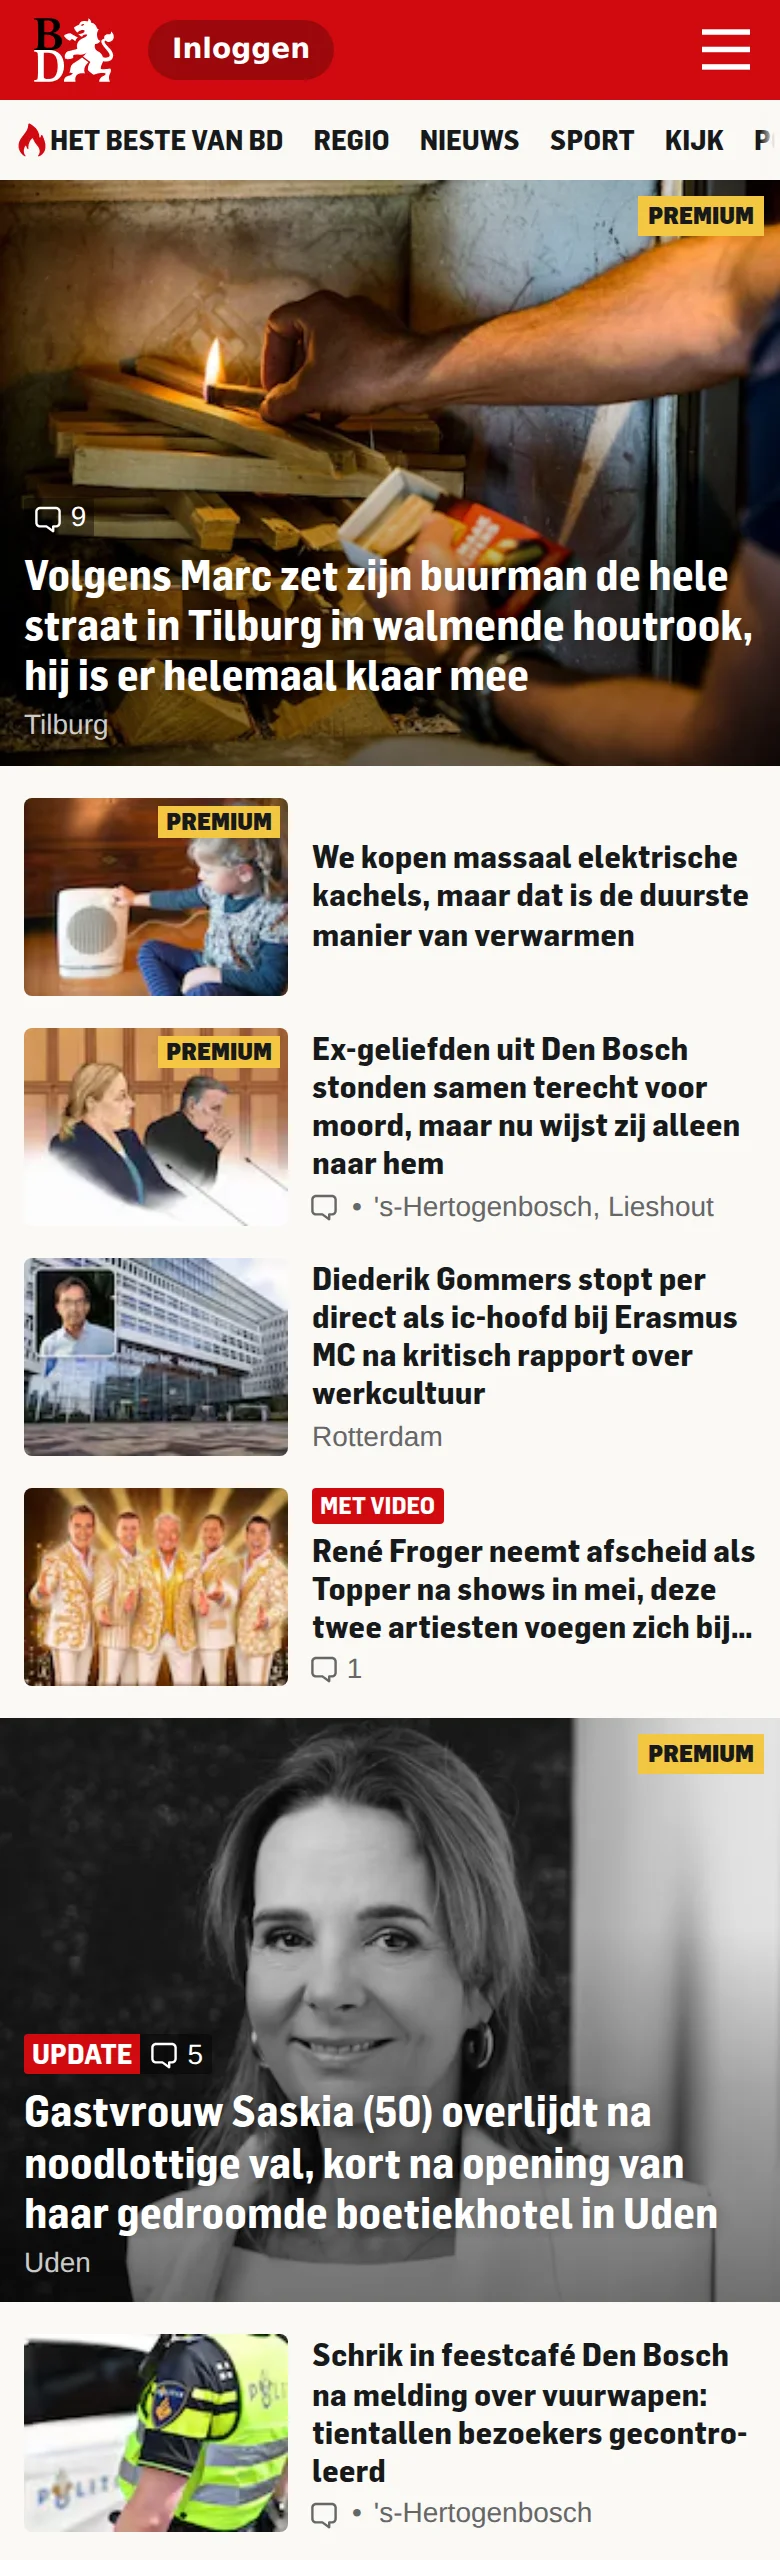 B
D
Inloggen
HET BESTE VAN BD REGIO NIEUWS SPORT KIJK
PREMIUM
9
Volgens Marc zet zijn buurman de hele
straat in Tilburg in walmende houtrook,
hij is er helemaal klaar mee
Tilburg
PREMIUM
We kopen massaal elektrische
kachels, maar dat is de duurste
manier van verwarmen
PREMIUM
Ex-geliefden uit Den Bosch
stonden samen terecht voor
moord, maar nu wijst zij alleen
naar hem
• 's-Hertogenbosch, Lieshout
Diederik Gommers stopt per
direct als ic-hoofd bij Erasmus
MC na kritisch rapport over
werkcultuur
Rotterdam
MET VIDEO
René Froger neemt afscheid als
Topper na shows in mei, deze
twee artiesten voegen zich bij...
1
PREMIUM
UPDATE 5
Gastvrouw Saskia (50) overlijdt na
noodlottige val, kort na opening van
haar gedroomde boetiekhotel in Uden
Uden
Schrik in feestcafé Den Bosch
na melding over vuurwapen:
tientallen bezoekers gecontro-
leerd
• 's-Hertogenbosch